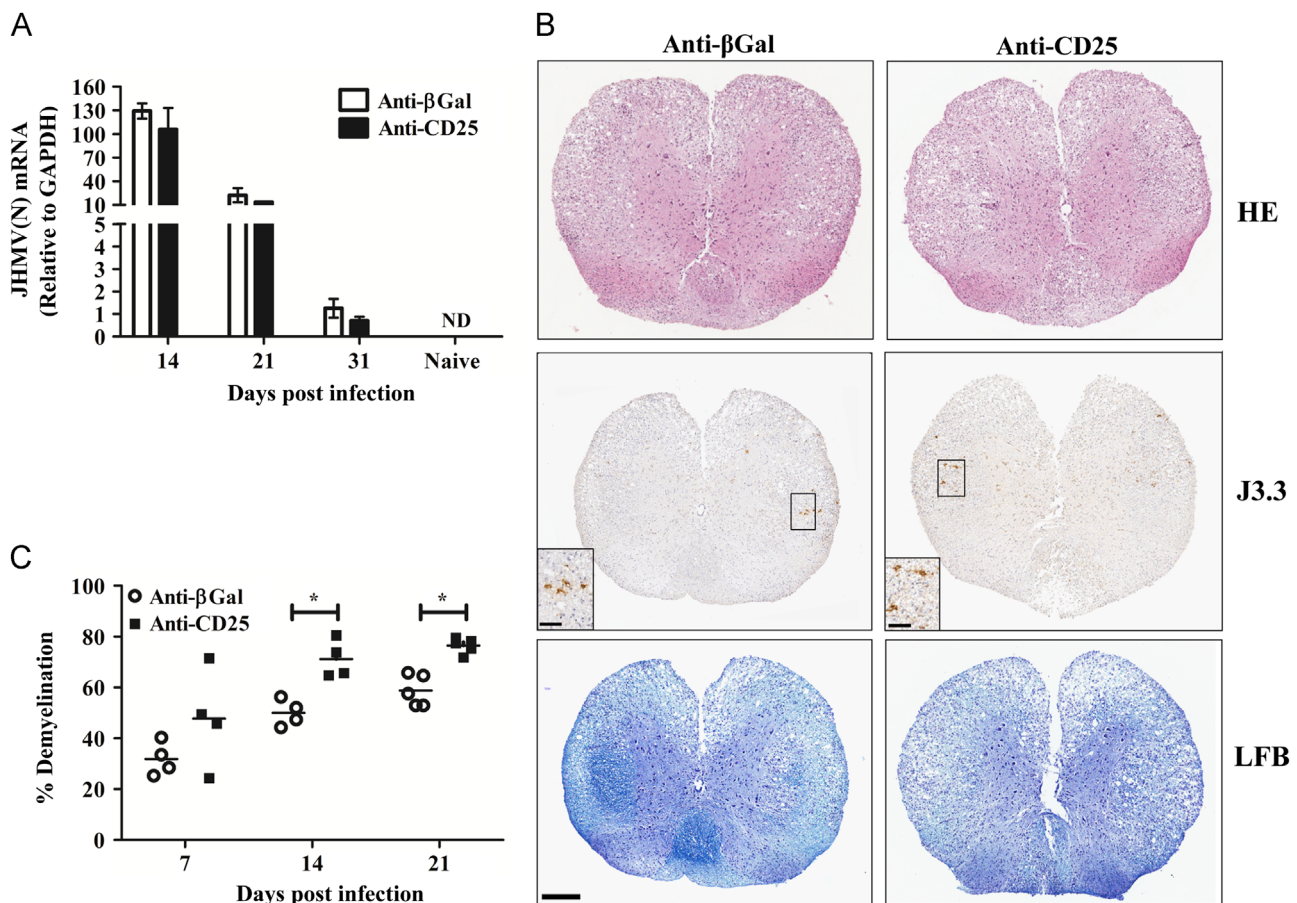 A
JHMV(N) mRNA
(Relative to GAPDH)
160
130
100
70
40
10
5
4
3
2
1
0
Anti-βGal
Anti-CD25
ND
14
21
31
Naive
Days post infection
B
Anti-βGal
Anti-CD25
HE
J3.3
LFB
C
% Demyelination
100
80
60
40
20
0
Anti-βGal
Anti-CD25
*
*
7
14
21
Days post infection